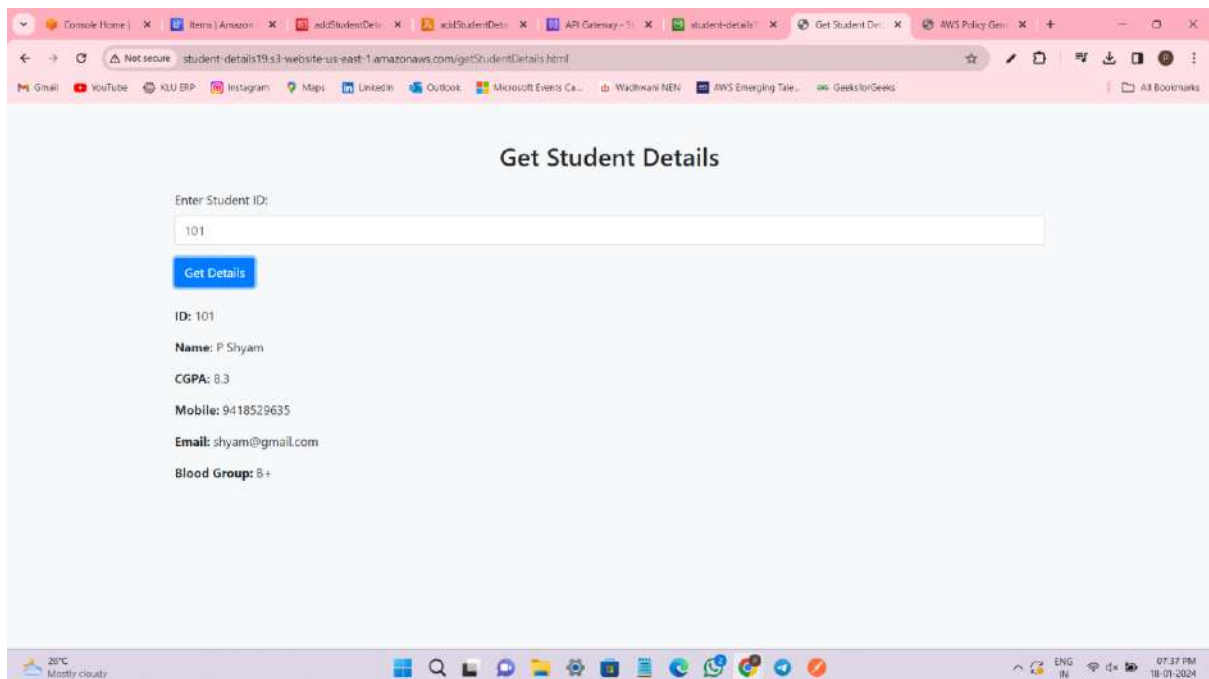 Console Home |
Items | Amazon
addStudentDeta
addStudentDeta
API Gateway - St
student-details1
Get Student Det
AWS Policy Gen
Not secure student-details19.s3-website-us-east-1.amazonaws.com/getStudentDetails.html
Gmail YouTube KLU ERP Instagram Maps LinkedIn Outlook Microsoft Events Ca... Wadhwani NEN AWS Emerging Tale... GeeksforGeeks All Bookmarks
Get Student Details
Enter Student ID:
101
Get Details
ID: 101
Name: P Shyam
CGPA: 8.3
Mobile: 9418529635
Email: shyam@gmail.com
Blood Group: B+
26°C
Mostly cloudy
ENG
IN
07:37 PM
18-01-2024